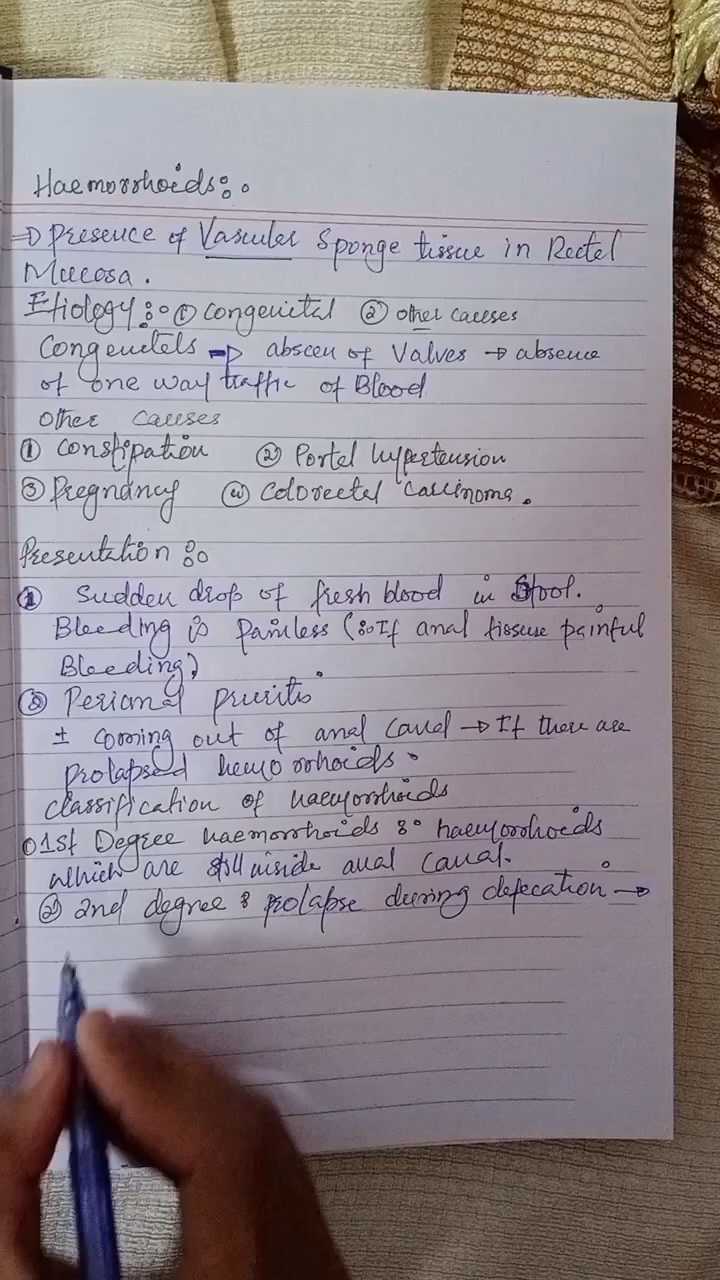 Haemorrhoids:.
⇒ Presence of Vascular Sponge tissue in Rectal
Mucosa.
Etiology:. ① Congenital ② other causes
Congenitals → absceu of Valves → absence
of one way traffic of Blood
other causes
① Constipation ② Portal hypertension
③ Pregnancy ④ Colorectal Carcinoma.
Presentation:.
① Sudden drop of fresh blood in Stool.
Bleeding is Painless (: If anal fissure painful
Bleeding)
③ Perianal pruritis
± coming out of anal canal → If there are
prolapsed hemorrhoids.
classification of haemorrhoids
① 1st Degree haemorrhoids: haemorrhoids
which are still inside anal canal.
② 2nd degree: prolapse during defecation →